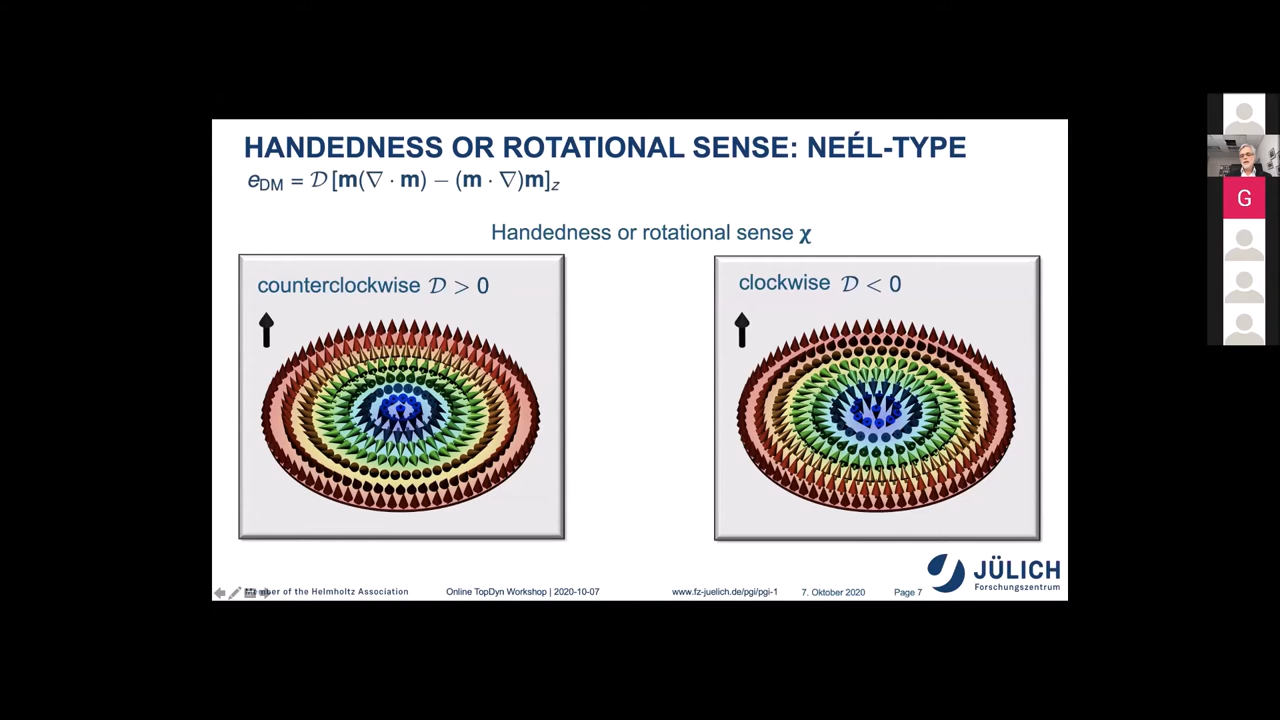 HANDEDNESS OR ROTATIONAL SENSE: NEÉL-TYPE
e_DM = 𝒟 [m(∇ · m) − (m · ∇)m]_z
Handedness or rotational sense χ
counterclockwise 𝒟 > 0
clockwise 𝒟 < 0
G
JÜLICH
Forschungszentrum
Member of the Helmholtz Association
Online TopDyn Workshop | 2020-10-07
www.fz-juelich.de/pgi/pgi-1
7. Oktober 2020
Page 7